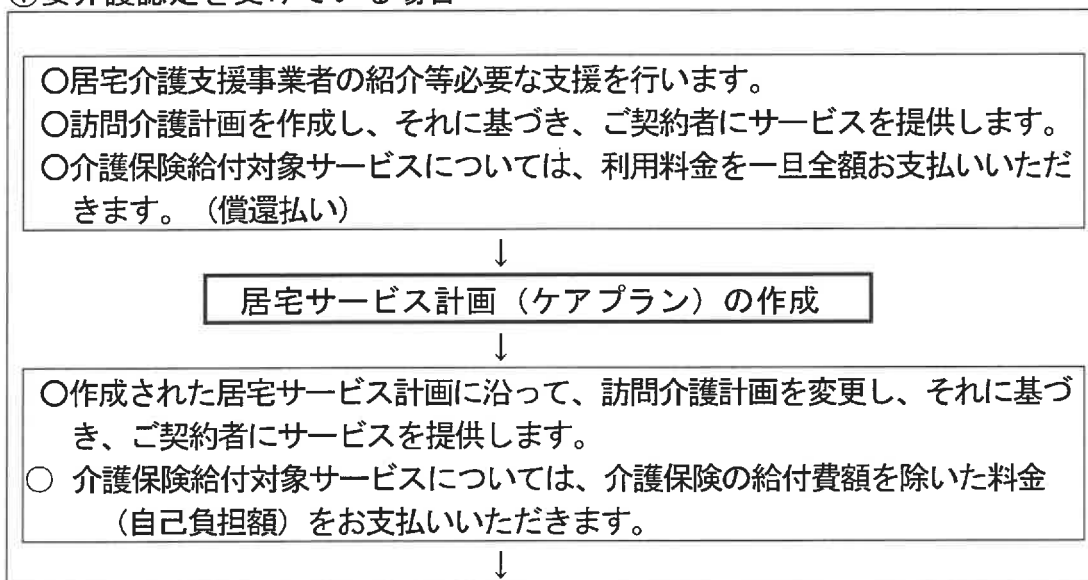 〇居宅介護支援事業者の紹介等必要な支援を行います。
〇訪問介護計画を作成し、それに基づき、ご契約者にサービスを提供します。
〇介護保険給付対象サービスについては、利用料金を一旦全額お支払いいただ
きます。（償還払い）
↓
居宅サービス計画（ケアプラン）の作成
↓
〇作成された居宅サービス計画に沿って、訪問介護計画を変更し、それに基づ
き、ご契約者にサービスを提供します。
〇 介護保険給付対象サービスについては、介護保険の給付費額を除いた料金
（自己負担額）をお支払いいただきます。
↓